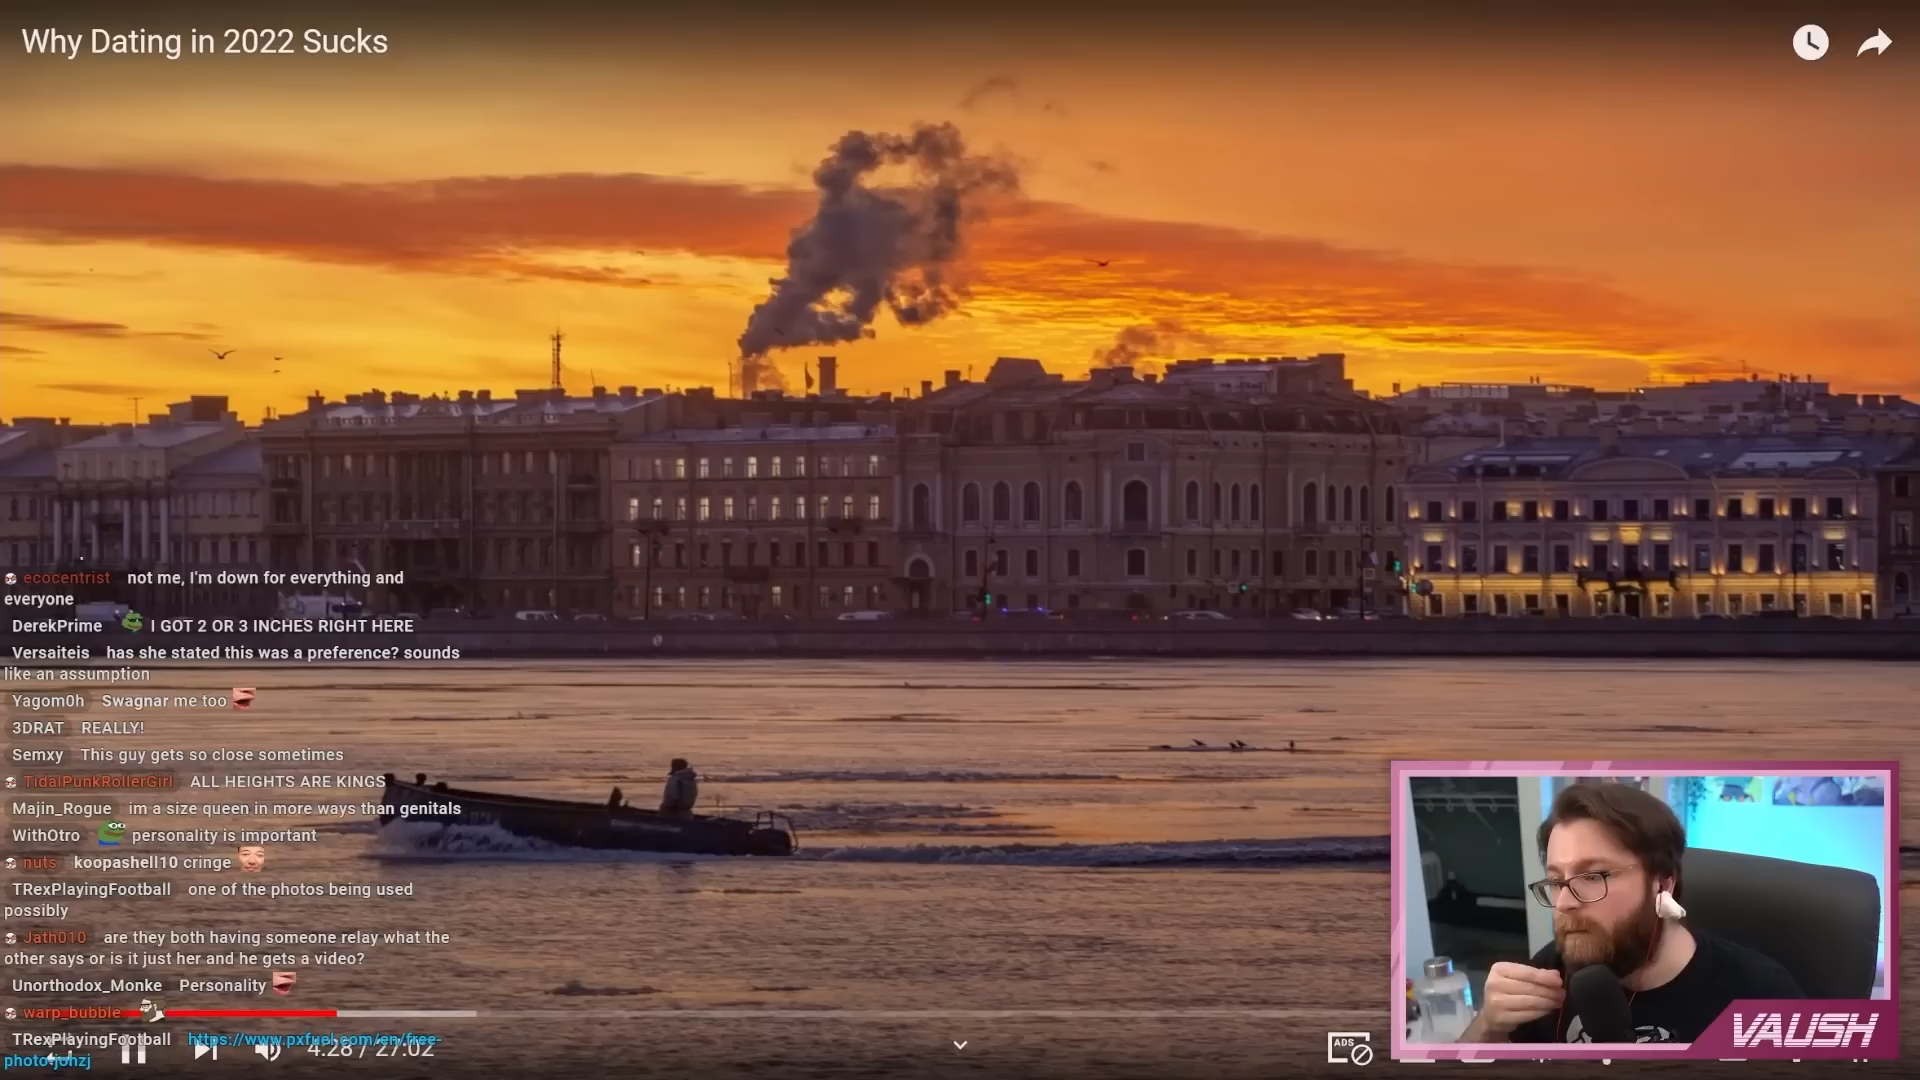 Why Dating in 2022 Sucks
ecocentrist not me, I'm down for everything and
everyone
DerekPrime I GOT 2 OR 3 INCHES RIGHT HERE
Versaiteis has she stated this was a preference? sounds
like an assumption
Yagom0h Swagnar me too
3DRAT REALLY!
Semxy This guy gets so close sometimes
TidalPunkRollerGirl ALL HEIGHTS ARE KINGS
Majin_Rogue im a size queen in more ways than genitals
WithOtro personality is important
nuts koopashell10 cringe
TRexPlayingFootball one of the photos being used
possibly
Jath010 are they both having someone relay what the
other says or is it just her and he gets a video?
Unorthodox_Monke Personality
warp_bubble
TRexPlayingFootball https://www.pxfuel.com/en/free-
photo-jonzj
4:28 / 27:02
ADS
VAUSH